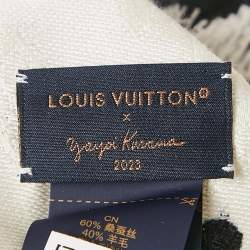 LOUIS VUITTON
×
Yayoi Kusama
2023
CN
60% 桑蚕丝
40% 羊毛